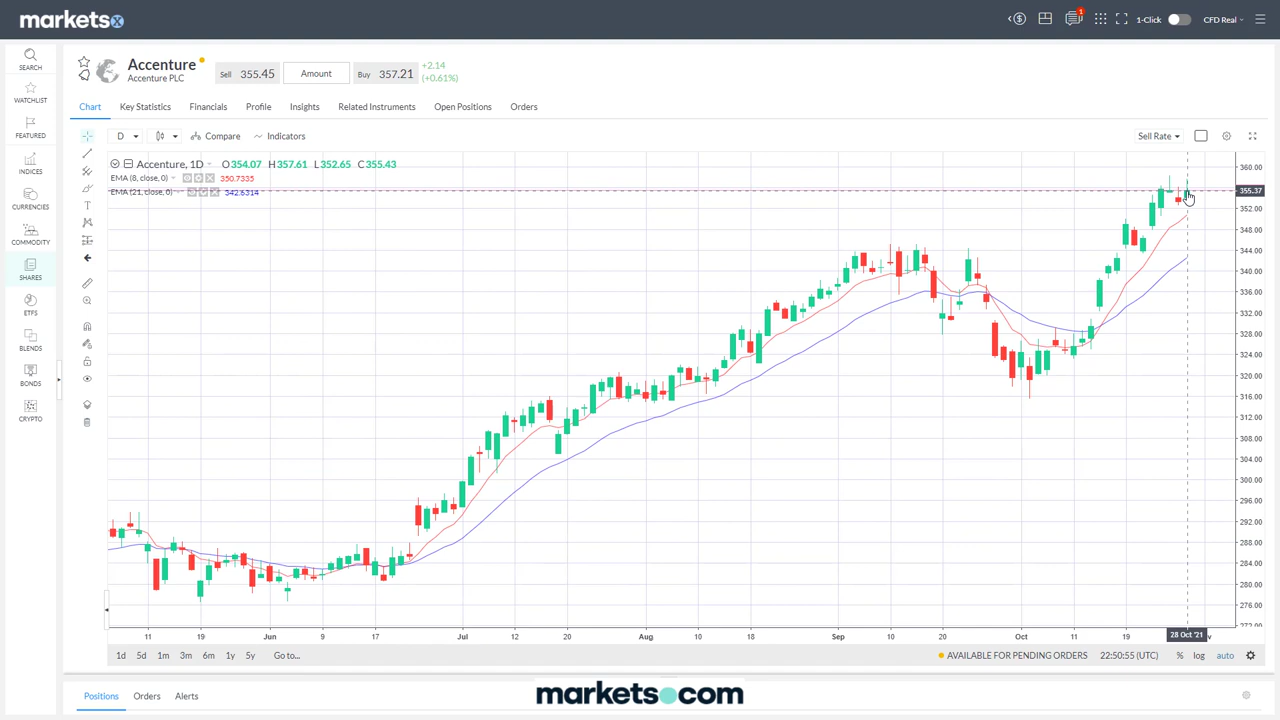 marketsx
1
1-Click
CFD Real
SEARCH
WATCHLIST
FEATURED
INDICES
CURRENCIES
COMMODITY
SHARES
ETFS
BLENDS
BONDS
CRYPTO
Accenture
Accenture PLC
Sell 355.45
Amount
Buy 357.21
+2.14
(+0.61%)
Chart Key Statistics Financials Profile Insights Related Instruments Open Positions Orders
D Compare Indicators
Sell Rate
Accenture, 1D O354.07 H357.61 L352.65 C355.43
EMA (8, close, 0) 350.7335
EMA (21, close, 0) 342.6314
360.00
355.37
352.00
348.00
344.00
340.00
336.00
332.00
328.00
324.00
320.00
316.00
312.00
308.00
304.00
300.00
296.00
292.00
288.00
284.00
280.00
276.00
272.00
11 19 Jun 9 17 Jul 12 20 Aug 10 18 Sep 10 20 Oct 11 19 28 Oct '21
1d 5d 1m 3m 6m 1y 5y Go to...
AVAILABLE FOR PENDING ORDERS 22:50:55 (UTC) % log auto
Positions Orders Alerts
markets.com